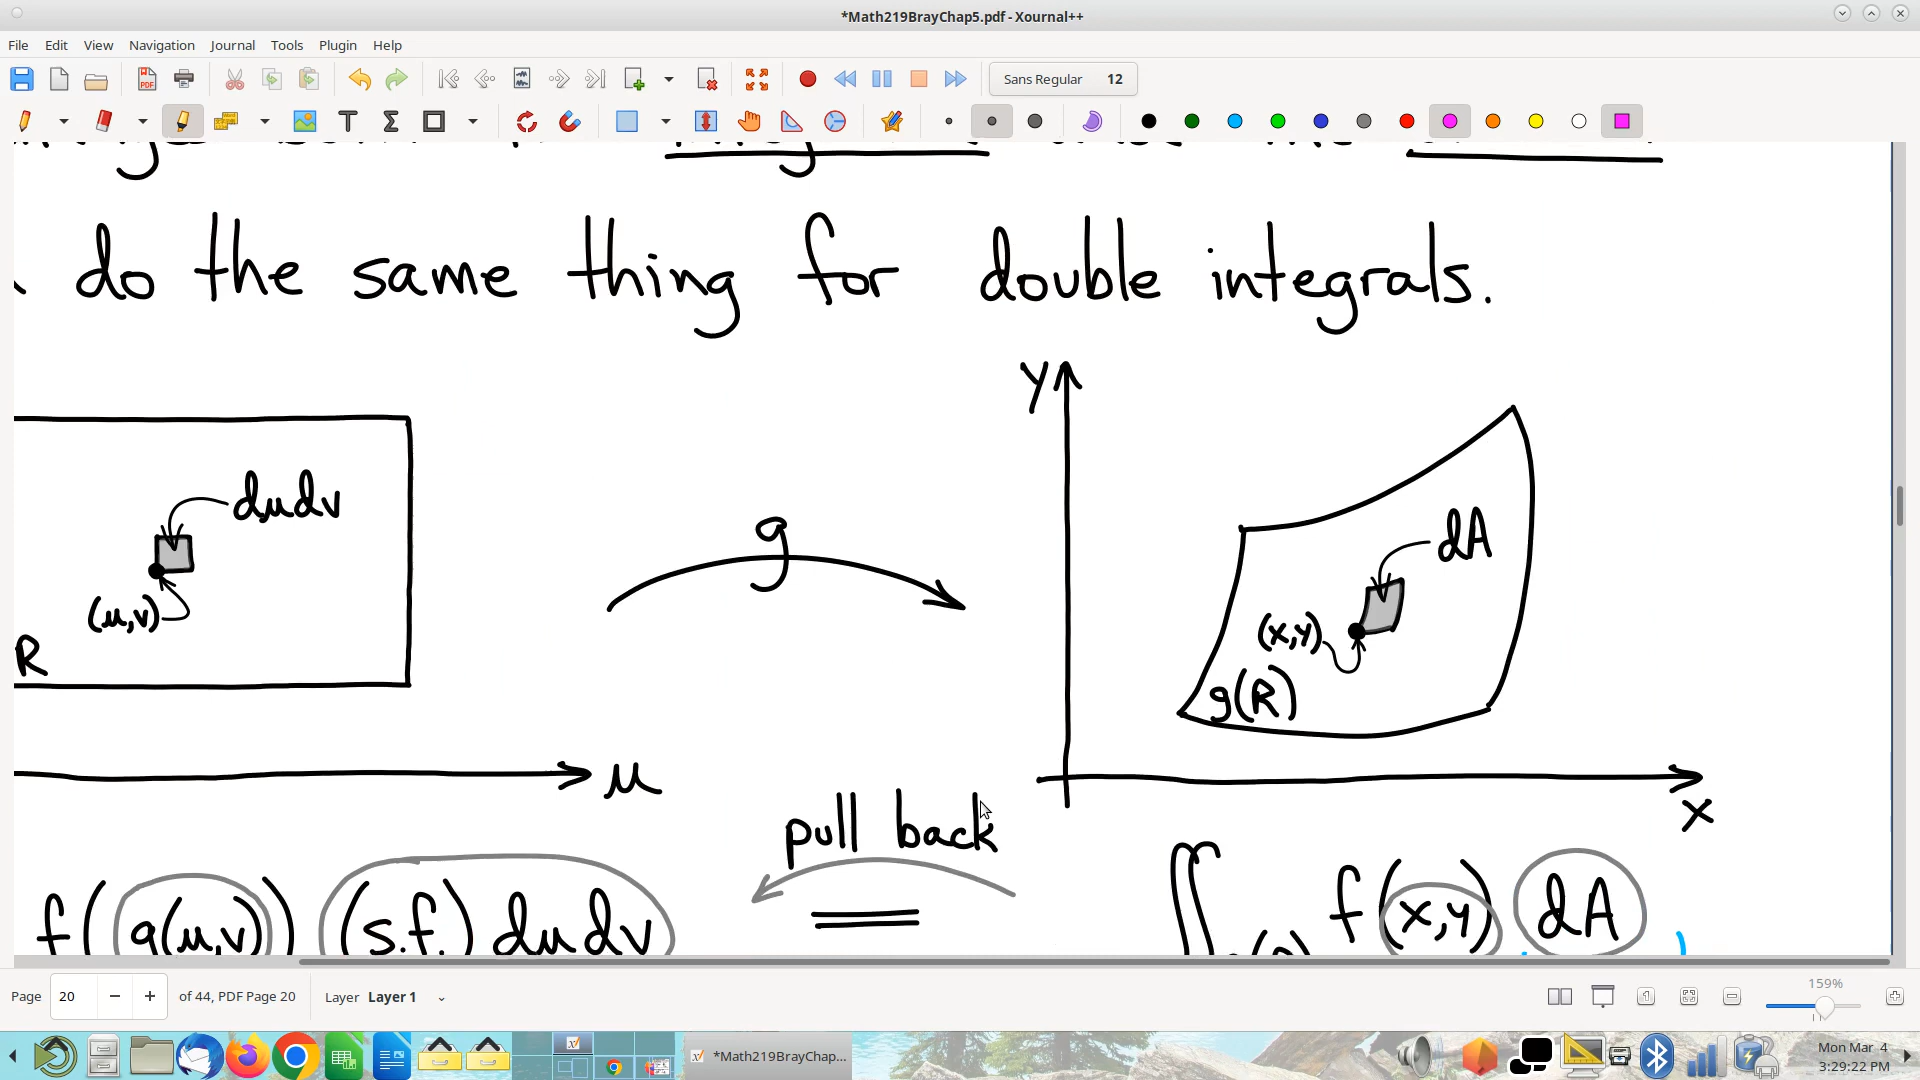 *Math219BrayChap5.pdf - Xournal++
File Edit View Navigation Journal Tools Plugin Help
Sans Regular 12
do the same thing for double integrals.
y
dudv
g
dA
(u,v)
(x,y)
R
g(R)
u
pull back
x
f(g(u,v)) (s.f.) dudv
∬ f(x,y) dA
Page 20 of 44, PDF Page 20 Layer Layer 1
159%
*Math219BrayChap...
Mon Mar 4
3:29:22 PM